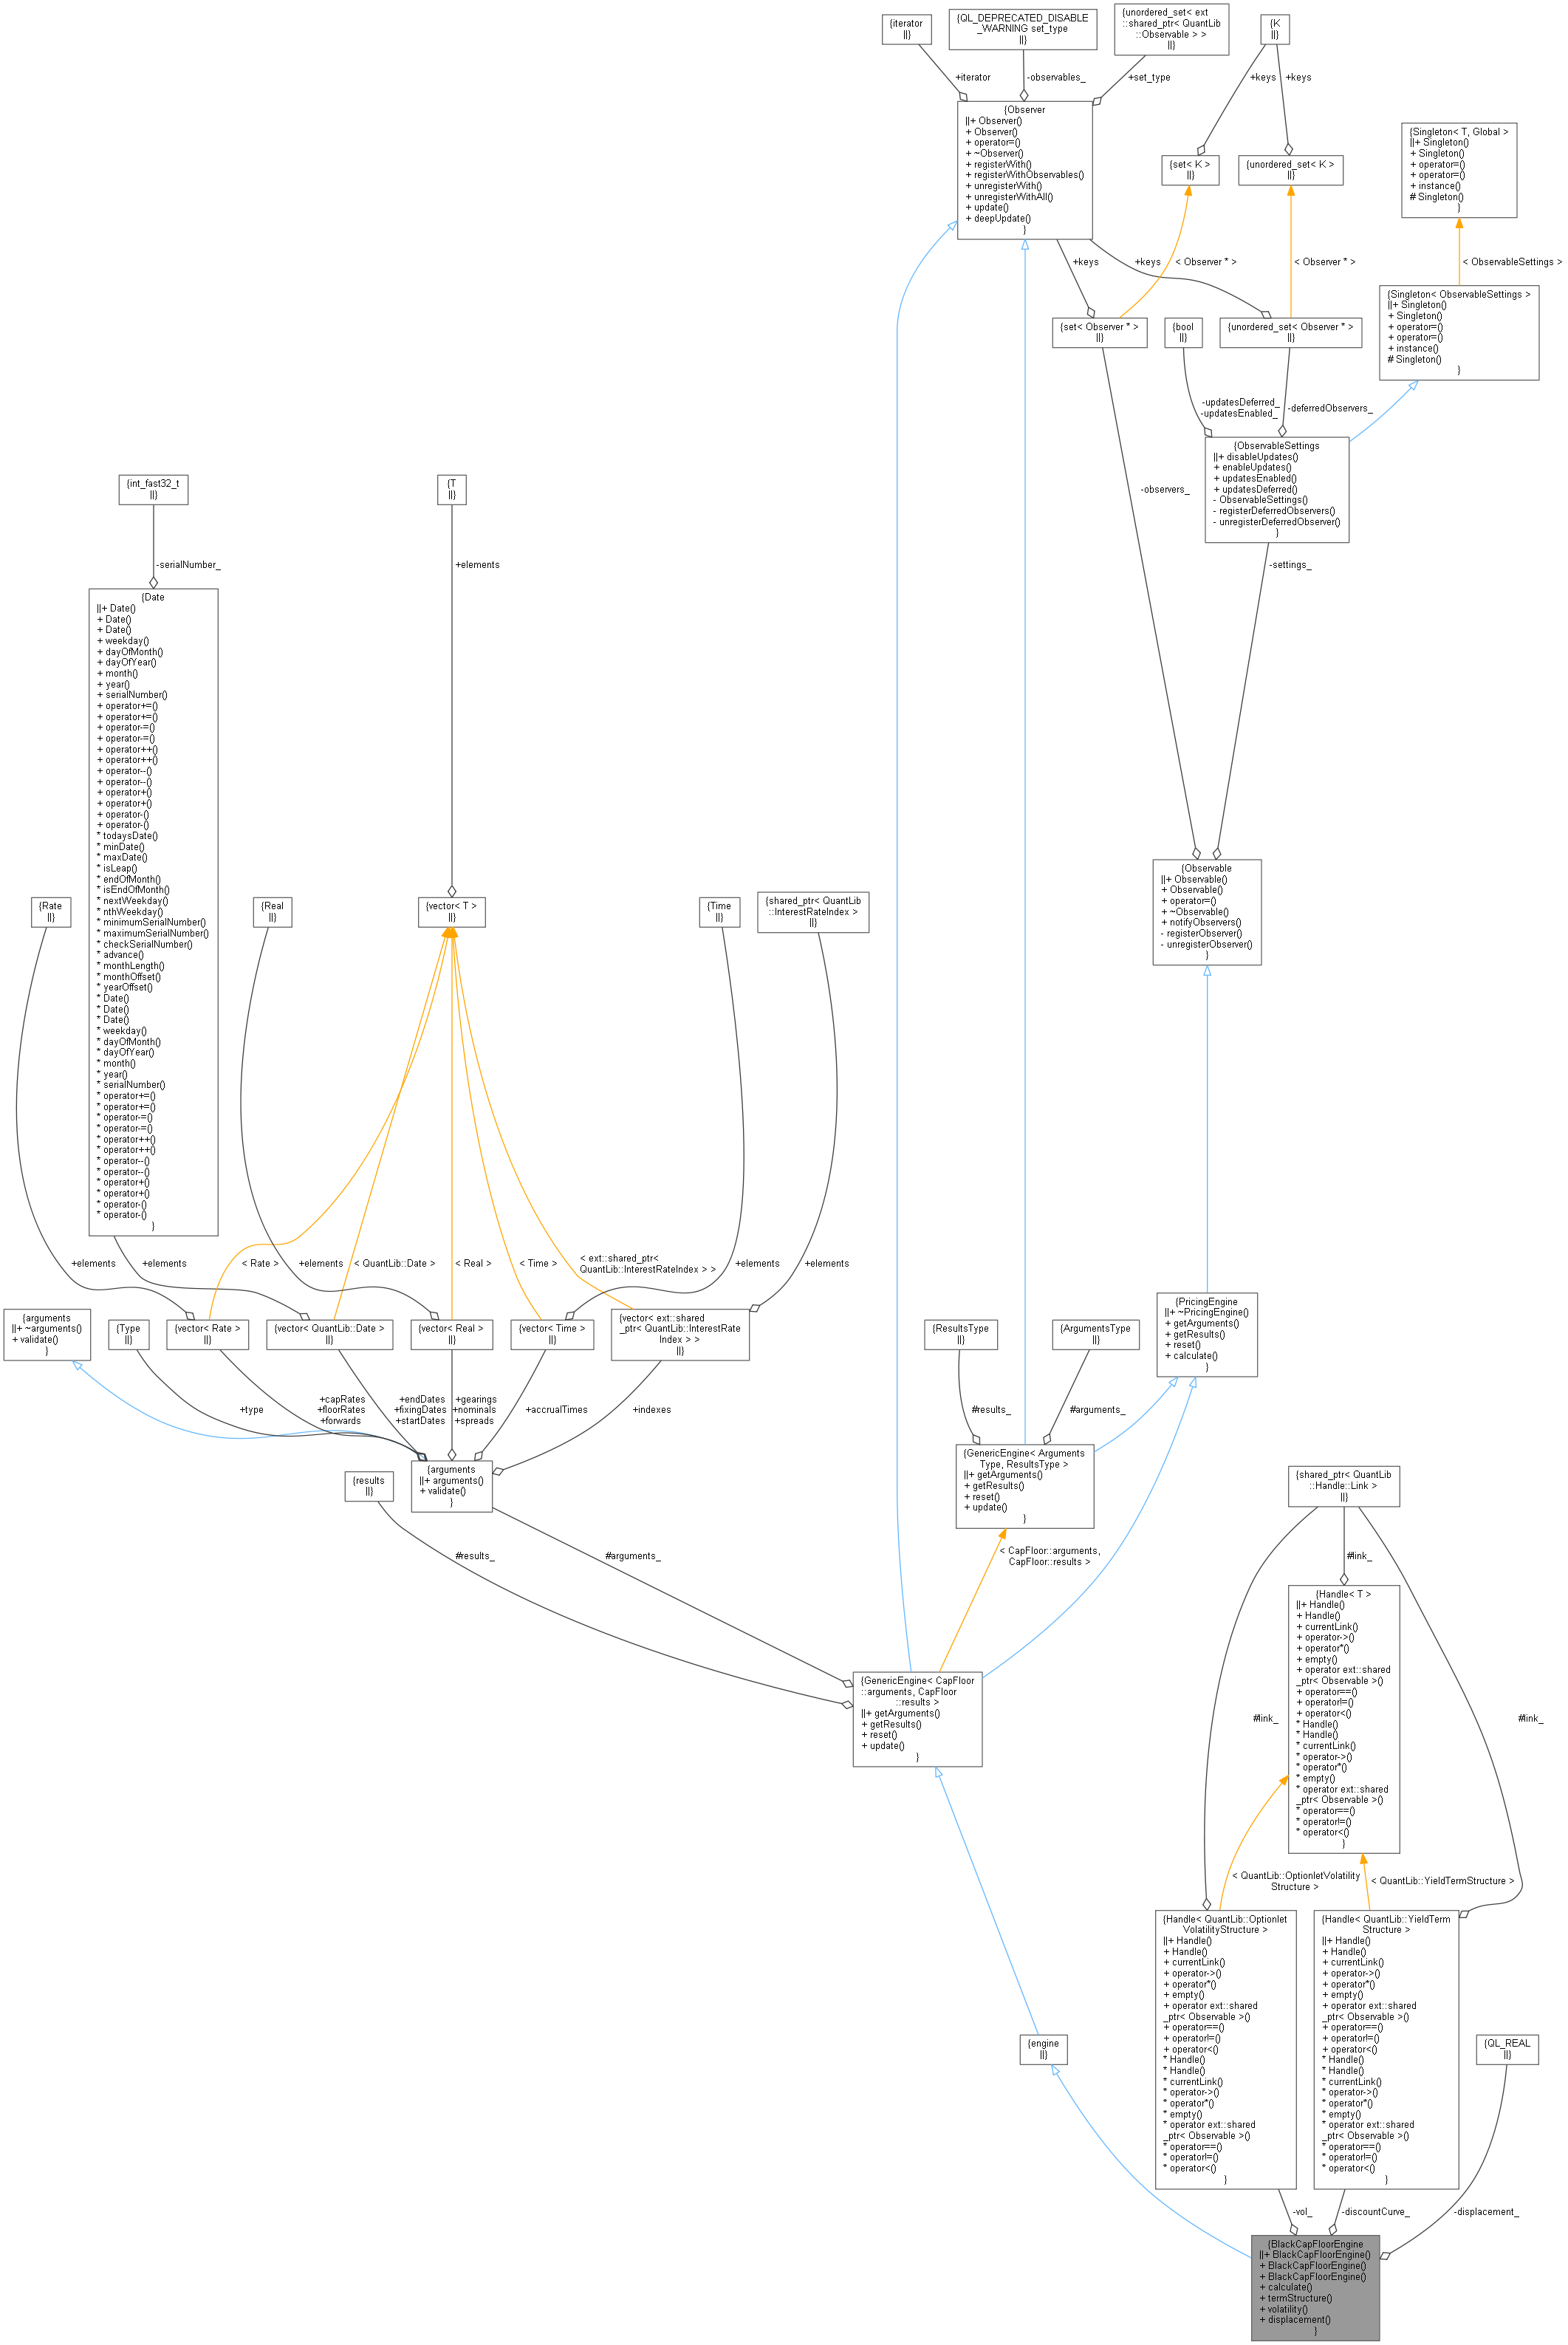 {iterator
||}
{QL_DEPRECATED_DISABLE
_WARNING set_type
||}
{unordered_set< ext
::shared_ptr< QuantLib
::Observable > >
||}
{K
||}
+iterator
-observables_
+set_type
+keys
+keys
{Observer
||+ Observer()
+ Observer()
+ operator=()
+ ~Observer()
+ registerWith()
+ registerWithObservables()
+ unregisterWith()
+ unregisterWithAll()
+ update()
+ deepUpdate()
}
{set< K >
||}
{unordered_set< K >
||}
{Singleton< T, Global >
||+ Singleton()
+ Singleton()
+ operator=()
+ operator=()
+ instance()
# Singleton()
}
+keys
+keys
< Observer * >
< Observer * >
< ObservableSettings >
{set< Observer * >
||}
{bool
||}
{unordered_set< Observer * >
||}
{Singleton< ObservableSettings >
||+ Singleton()
+ Singleton()
+ operator=()
+ operator=()
+ instance()
# Singleton()
}
-updatesDeferred_
-updatesEnabled_
-deferredObservers_
{ObservableSettings
||+ disableUpdates()
+ enableUpdates()
+ updatesEnabled()
+ updatesDeferred()
- ObservableSettings()
- registerDeferredObservers()
- unregisterDeferredObserver()
}
-observers_
-settings_
{int_fast32_t
||}
{T
||}
-serialNumber_
+elements
{Date
||+ Date()
+ Date()
+ Date()
+ weekday()
+ dayOfMonth()
+ dayOfYear()
+ month()
+ year()
+ serialNumber()
+ operator+=()
+ operator+=()
+ operator-=()
+ operator-=()
+ operator++()
+ operator++()
+ operator--()
+ operator--()
+ operator+()
+ operator+()
+ operator-()
+ operator-()
* todaysDate()
* minDate()
* maxDate()
* isLeap()
* endOfMonth()
* isEndOfMonth()
* nextWeekday()
* nthWeekday()
* minimumSerialNumber()
* maximumSerialNumber()
* checkSerialNumber()
* advance()
* monthLength()
* monthOffset()
* yearOffset()
* Date()
* Date()
* Date()
* weekday()
* dayOfMonth()
* dayOfYear()
* month()
* year()
* serialNumber()
* operator+=()
* operator+=()
* operator-=()
* operator-=()
* operator++()
* operator++()
* operator--()
* operator--()
* operator+()
* operator+()
* operator-()
* operator-()
}
{Rate
||}
{Real
||}
{vector< T >
||}
{Time
||}
{shared_ptr< QuantLib
::InterestRateIndex >
||}
{Observable
||+ Observable()
+ Observable()
+ operator=()
+ ~Observable()
+ notifyObservers()
- registerObserver()
- unregisterObserver()
}
+elements
+elements
< Rate >
+elements
< QuantLib::Date >
< Real >
< Time >
< ext::shared_ptr<
QuantLib::InterestRateIndex > >
+elements
+elements
{arguments
||+ ~arguments()
+ validate()
}
{Type
||}
{vector< Rate >
||}
{vector< QuantLib::Date >
||}
{vector< Real >
||}
{vector< Time >
||}
{vector< ext::shared
_ptr< QuantLib::InterestRate
Index > >
||}
{ResultsType
||}
{ArgumentsType
||}
{PricingEngine
||+ ~PricingEngine()
+ getArguments()
+ getResults()
+ reset()
+ calculate()
}
+type
+capRates
+floorRates
+forwards
+endDates
+fixingDates
+startDates
+gearings
+nominals
+spreads
+accrualTimes
+indexes
#results_
#arguments_
{results
||}
{arguments
||+ arguments()
+ validate()
}
{GenericEngine< Arguments
Type, ResultsType >
||+ getArguments()
+ getResults()
+ reset()
+ update()
}
{shared_ptr< QuantLib
::Handle::Link >
||}
#results_
#arguments_
< CapFloor::arguments,
CapFloor::results >
#link_
{Handle< T >
||+ Handle()
+ Handle()
+ currentLink()
+ operator->()
+ operator*()
+ empty()
+ operator ext::shared
_ptr< Observable >()
+ operator==()
+ operator!=()
+ operator<()
* Handle()
* Handle()
* currentLink()
* operator->()
* operator*()
* empty()
* operator ext::shared
_ptr< Observable >()
* operator==()
* operator!=()
* operator<()
}
{GenericEngine< CapFloor
::arguments, CapFloor
::results >
||+ getArguments()
+ getResults()
+ reset()
+ update()
}
#link_
#link_
< QuantLib::OptionletVolatility
Structure >
< QuantLib::YieldTermStructure >
{engine
||}
{Handle< QuantLib::Optionlet
VolatilityStructure >
||+ Handle()
+ Handle()
+ currentLink()
+ operator->()
+ operator*()
+ empty()
+ operator ext::shared
_ptr< Observable >()
+ operator==()
+ operator!=()
+ operator<()
* Handle()
* Handle()
* currentLink()
* operator->()
* operator*()
* empty()
* operator ext::shared
_ptr< Observable >()
* operator==()
* operator!=()
* operator<()
}
{Handle< QuantLib::YieldTerm
Structure >
||+ Handle()
+ Handle()
+ currentLink()
+ operator->()
+ operator*()
+ empty()
+ operator ext::shared
_ptr< Observable >()
+ operator==()
+ operator!=()
+ operator<()
* Handle()
* Handle()
* currentLink()
* operator->()
* operator*()
* empty()
* operator ext::shared
_ptr< Observable >()
* operator==()
* operator!=()
* operator<()
}
{QL_REAL
||}
-vol_
-discountCurve_
-displacement_
{BlackCapFloorEngine
||+ BlackCapFloorEngine()
+ BlackCapFloorEngine()
+ BlackCapFloorEngine()
+ calculate()
+ termStructure()
+ volatility()
+ displacement()
}